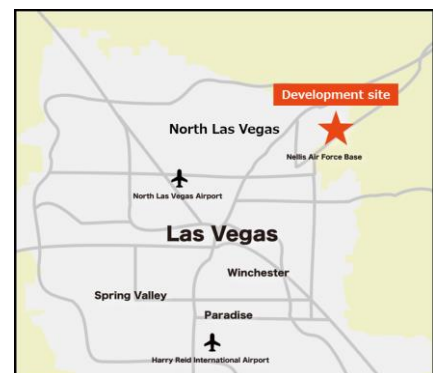 Development site
North Las Vegas
Nellis Air Force Base
North Las Vegas Airport
Las Vegas
Winchester
Spring Valley
Paradise
Harry Reid International Airport